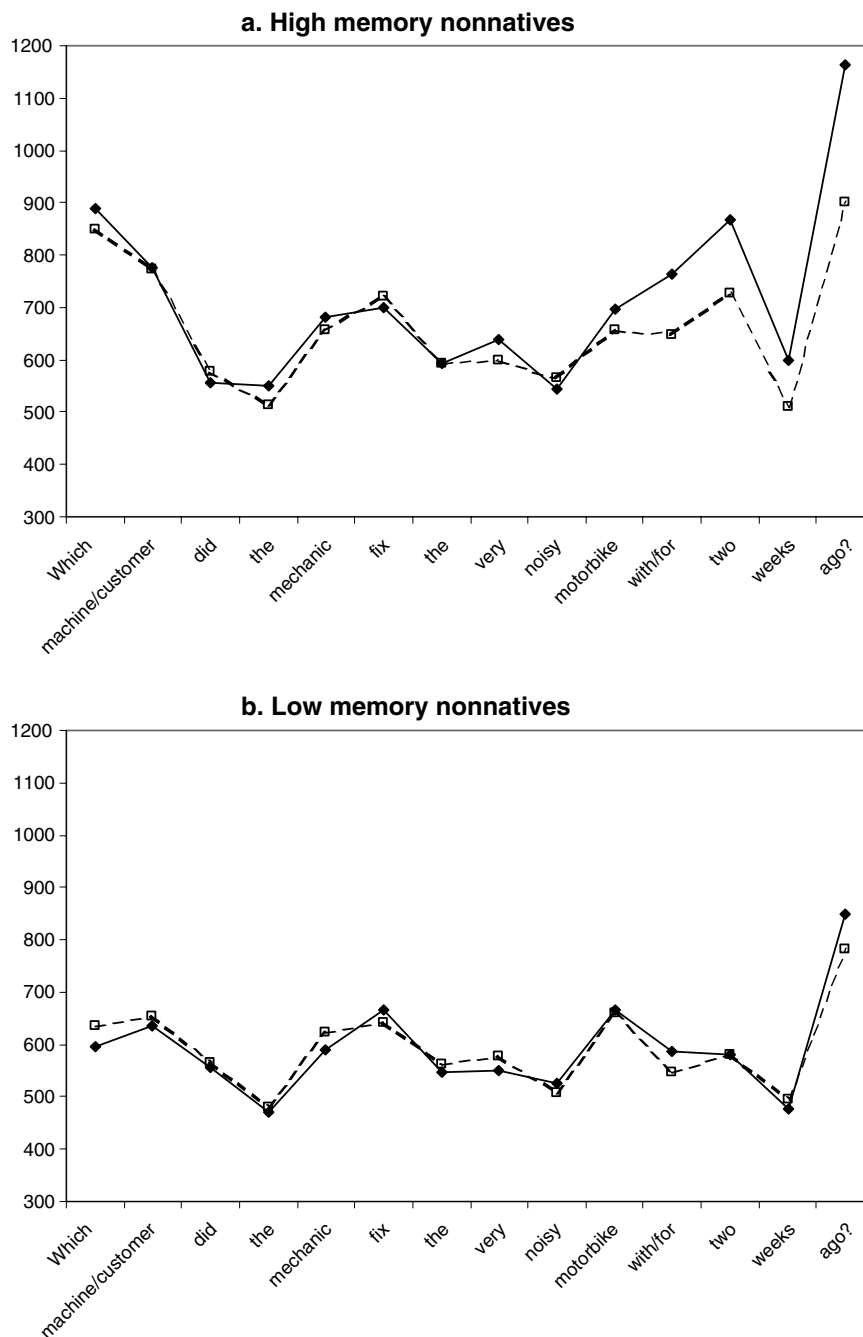 a. High memory nonnatives
1200
1100
1000
900
800
700
600
500
400
300
Which
machine/customer
did
the
mechanic
fix
the
very
noisy
motorbike
with/for
two
weeks
ago?
b. Low memory nonnatives
1200
1100
1000
900
800
700
600
500
400
300
Which
machine/customer
did
the
mechanic
fix
the
very
noisy
motorbike
with/for
two
weeks
ago?